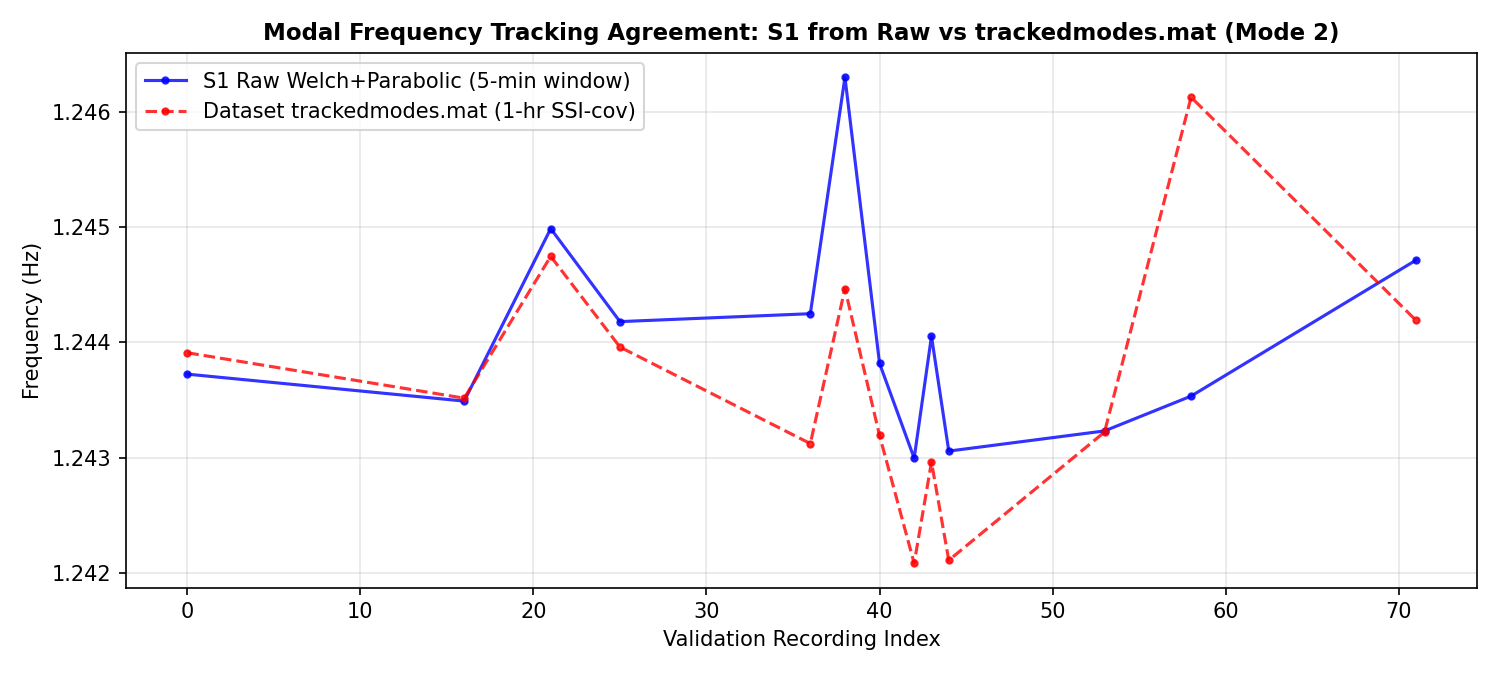 Modal Frequency Tracking Agreement: S1 from Raw vs trackedmodes.mat (Mode 2)
S1 Raw Welch+Parabolic (5-min window)
Dataset trackedmodes.mat (1-hr SSI-cov)
1.246
1.245
1.244
1.243
1.242
Frequency (Hz)
0 10 20 30 40 50 60 70
Validation Recording Index